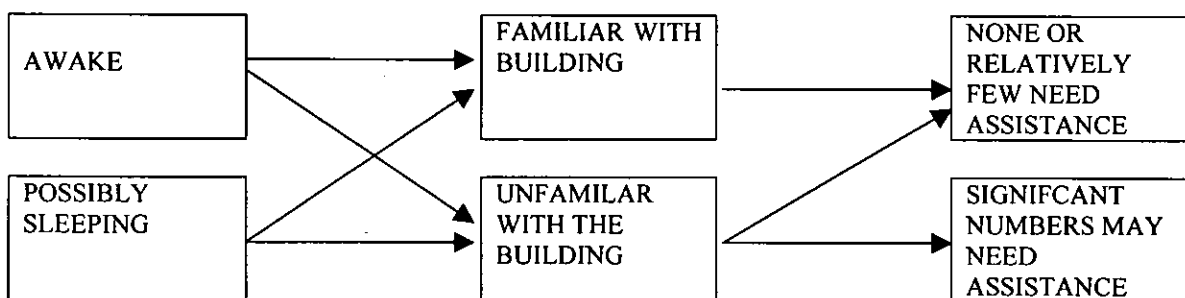 AWAKE
FAMILIAR WITH
BUILDING
NONE OR
RELATIVELY
FEW NEED
ASSISTANCE
POSSIBLY
SLEEPING
UNFAMILAR
WITH THE
BUILDING
SIGNIFCANT
NUMBERS MAY
NEED
ASSISTANCE